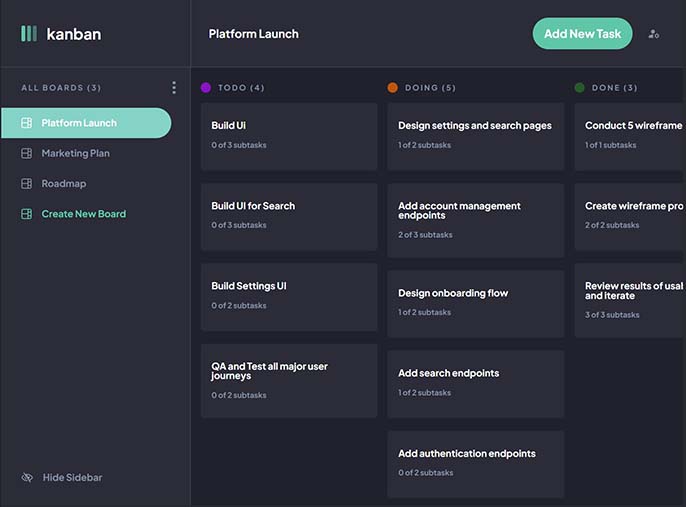 kanban
Platform Launch
Add New Task
ALL BOARDS (3)
Platform Launch
Marketing Plan
Roadmap
Create New Board
Hide Sidebar
TODO (4)
Build Ui
0 of 3 subtasks
Build UI for Search
0 of 3 subtasks
Build Settings UI
0 of 2 subtasks
QA and Test all major user
journeys
0 of 2 subtasks
DOING (5)
Design settings and search pages
1 of 2 subtasks
Add account management
endpoints
2 of 3 subtasks
Design onboarding flow
1 of 2 subtasks
Add search endpoints
1 of 2 subtasks
Add authentication endpoints
0 of 2 subtasks
DONE (3)
Conduct 5 wireframe
1 of 1 subtasks
Create wireframe pro
2 of 2 subtasks
Review results of usal
and iterate
3 of 3 subtasks